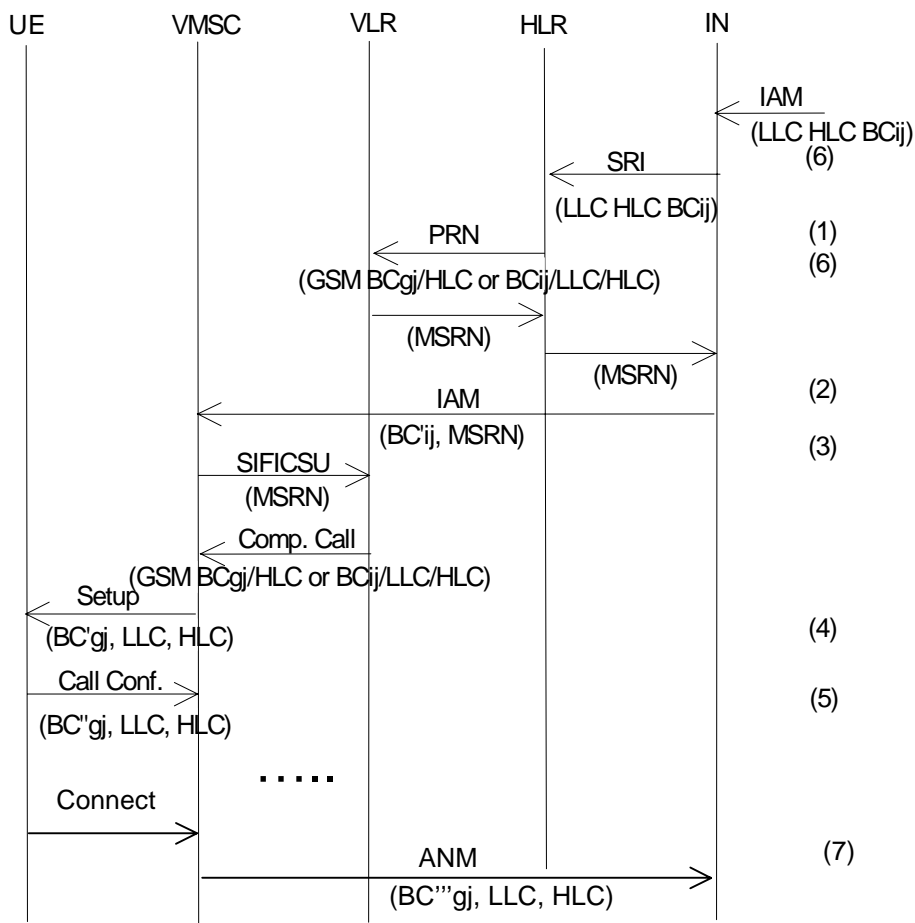 UE VMSC VLR HLR IN
IAM
(LLC HLC BCij)
(6)
SRI
(LLC HLC BCij)
(1)
PRN
(6)
(GSM BCgj/HLC or BCij/LLC/HLC)
(MSRN)
(MSRN)
(2)
IAM
(BC'ij, MSRN)
(3)
SIFICSU
(MSRN)
Comp. Call
(GSM BCgj/HLC or BCij/LLC/HLC)
Setup
(BC'gj, LLC, HLC)
(4)
Call Conf.
(5)
(BC''gj, LLC, HLC)
.....
Connect
ANM
(7)
(BC'''gj, LLC, HLC)